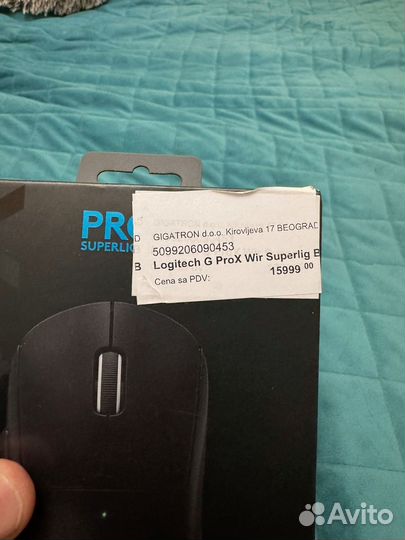 PRO
SUPERLIG
D GIGATRON d.o.o. Kirovljeva 17 BEOGRAD
5099206090453
B Logitech G ProX Wir Superlig B
15999 00
Cena sa PDV:
Avito